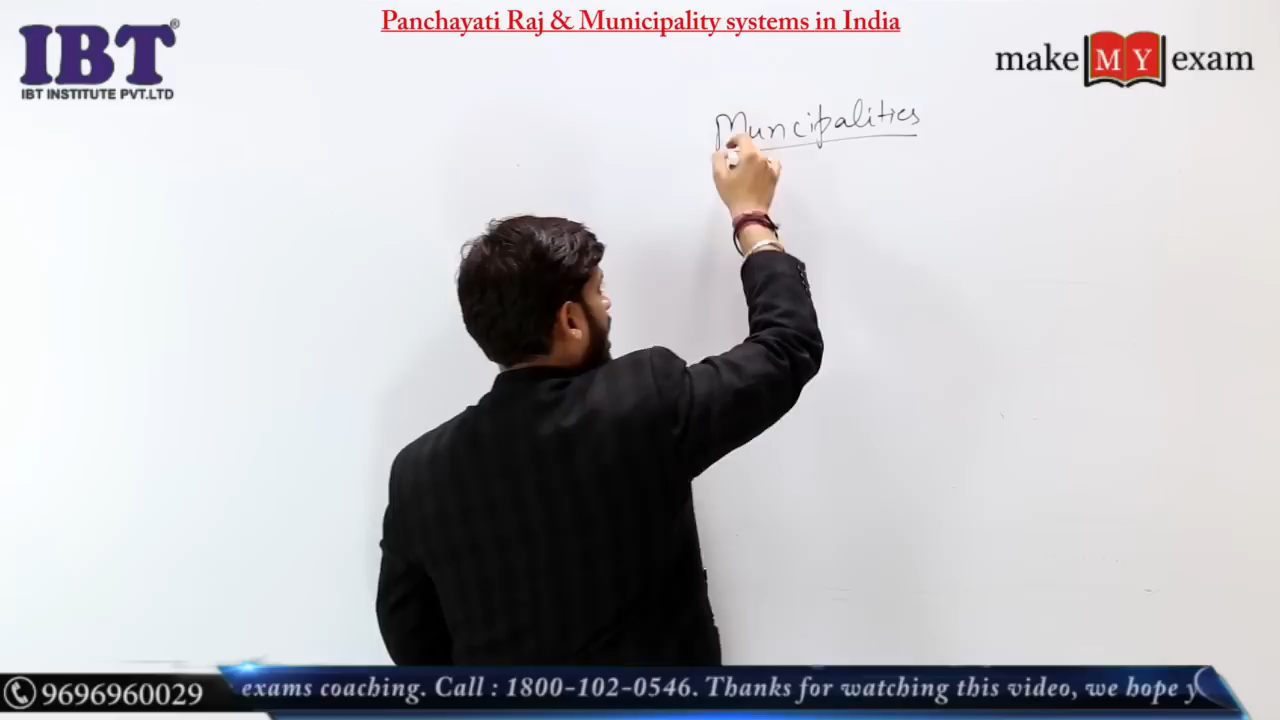 Panchayati Raj & Municipality systems in India
IBT®
IBT INSTITUTE PVT.LTD
make MY exam
Muncipalities
9696960029
exams coaching. Call : 1800-102-0546. Thanks for watching this video, we hope y